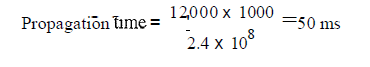 Propagation time = 12,000 x 1000 / 2.4 x 10^8 = 50 ms